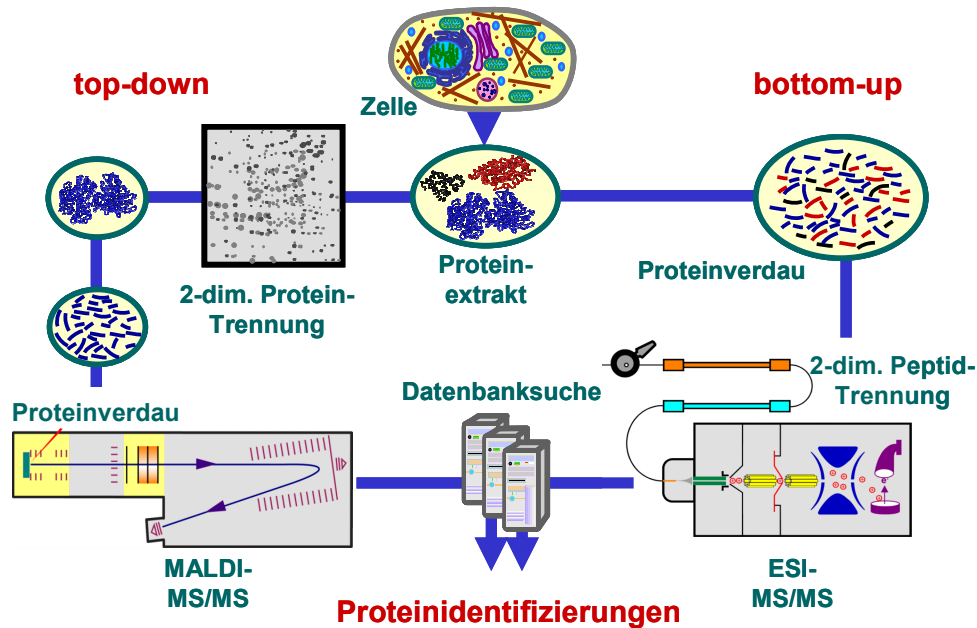 top-down
Zelle
bottom-up
2-dim. Protein-
Trennung
Protein-
extrakt
Proteinverdau
Proteinverdau
Datenbanksuche
2-dim. Peptid-
Trennung
MALDI-
MS/MS
e-
ESI-
MS/MS
Proteinidentifizierungen